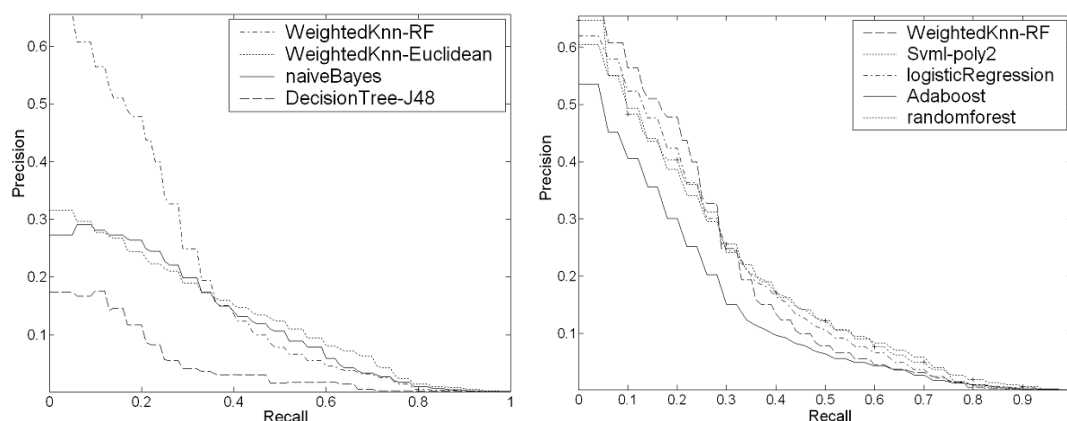 WeightedKnn-RF
WeightedKnn-Euclidean
naiveBayes
DecisionTree-J48
Precision
0.6
0.5
0.4
0.3
0.2
0.1
0 0.2 0.4 0.6 0.8 1
Recall
WeightedKnn-RF
Svml-poly2
logisticRegression
Adaboost
randomforest
Precision
0.6
0.5
0.4
0.3
0.2
0.1
0 0.1 0.2 0.3 0.4 0.5 0.6 0.7 0.8 0.9
Recall